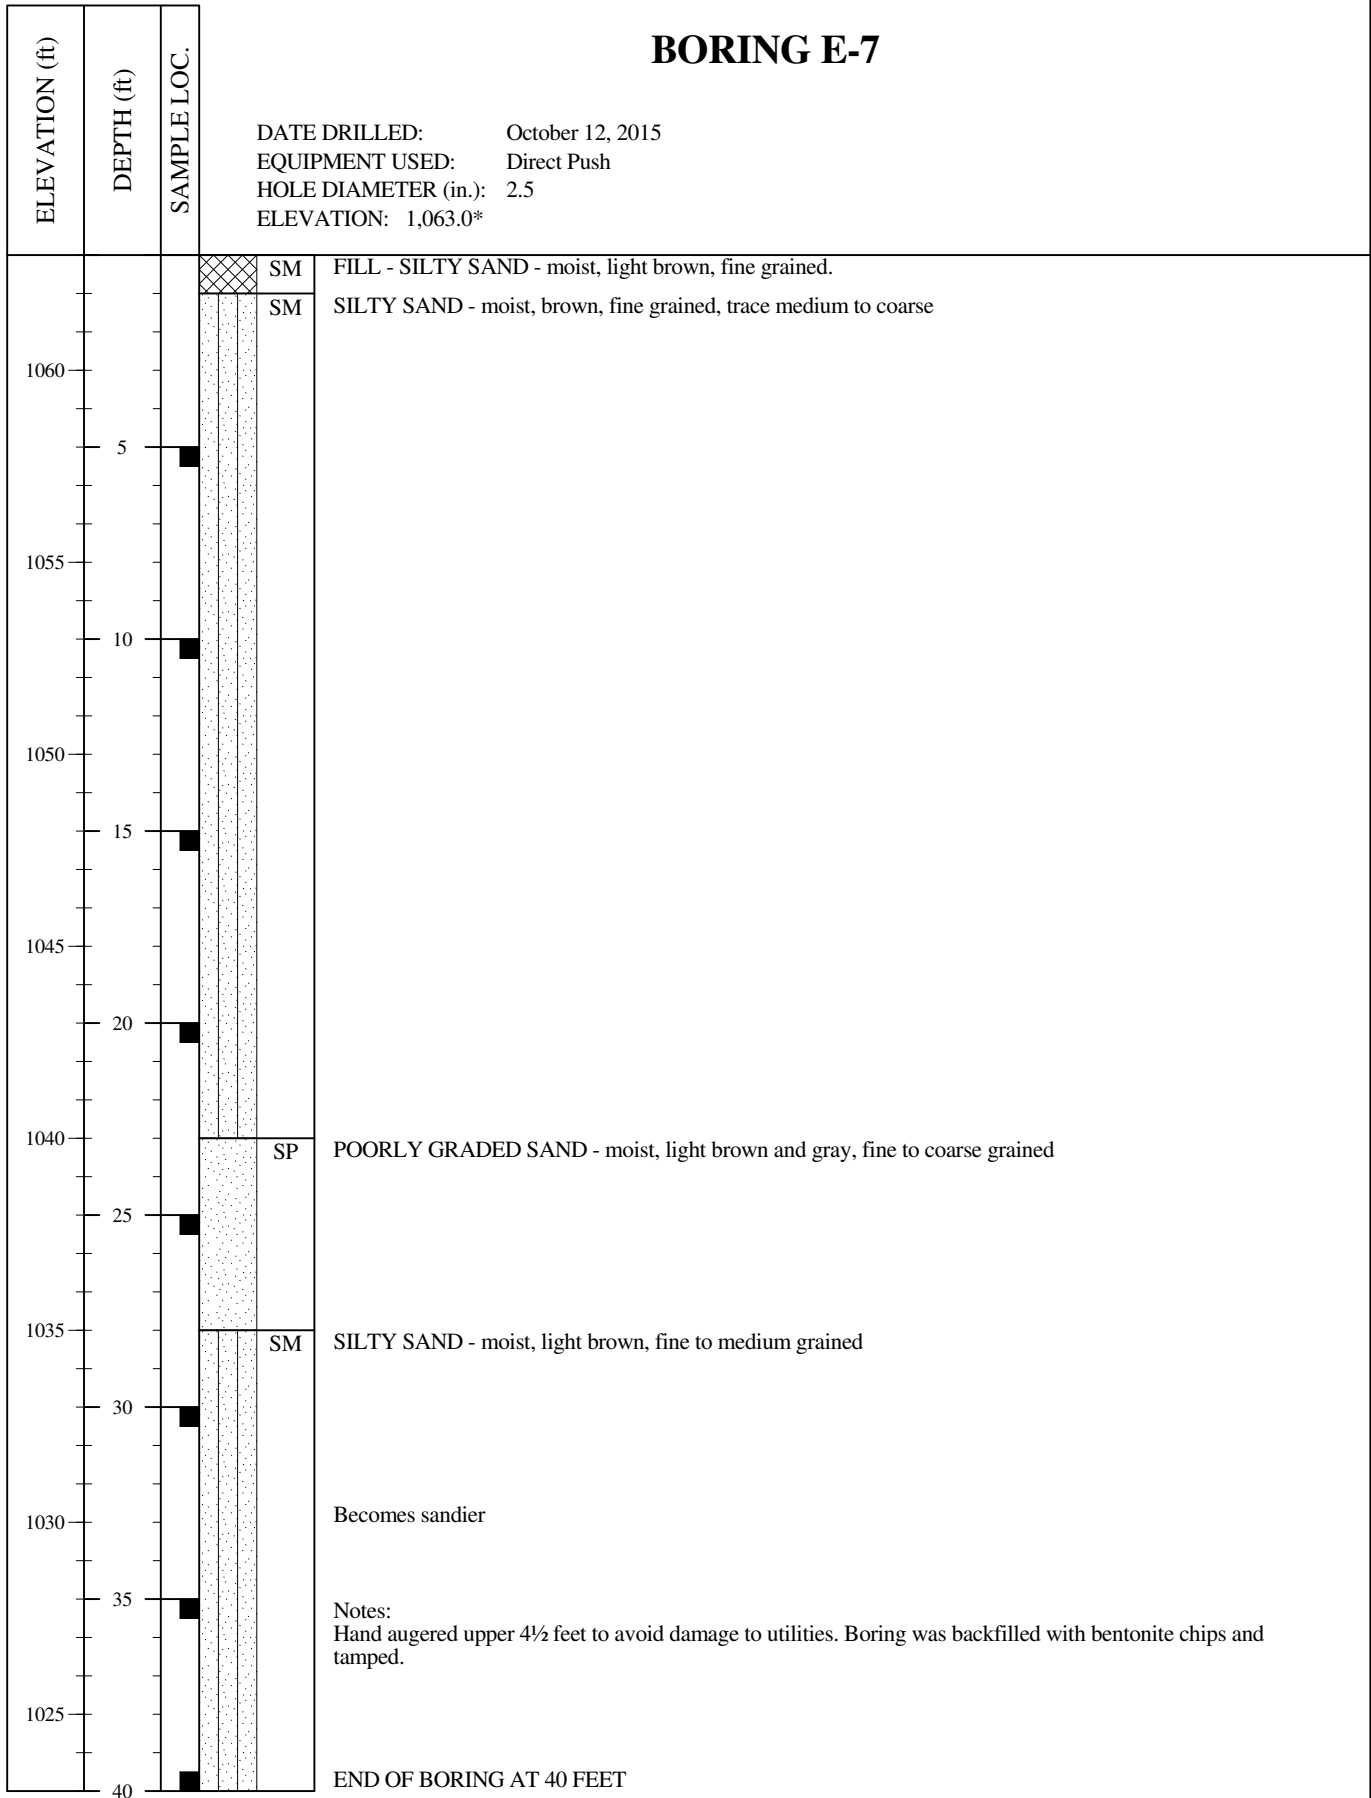 BORING E-7
ELEVATION (ft)
DEPTH (ft)
SAMPLE LOC.
DATE DRILLED: October 12, 2015
EQUIPMENT USED: Direct Push
HOLE DIAMETER (in.): 2.5
ELEVATION: 1,063.0*
SM FILL - SILTY SAND - moist, light brown, fine grained.
SM SILTY SAND - moist, brown, fine grained, trace medium to coarse
1060
5
1055
10
1050
15
1045
20
1040
SP POORLY GRADED SAND - moist, light brown and gray, fine to coarse grained
25
1035
SM SILTY SAND - moist, light brown, fine to medium grained
30
1030 Becomes sandier
35
Notes:
Hand augered upper 4½ feet to avoid damage to utilities. Boring was backfilled with bentonite chips and
tamped.
1025
END OF BORING AT 40 FEET
40